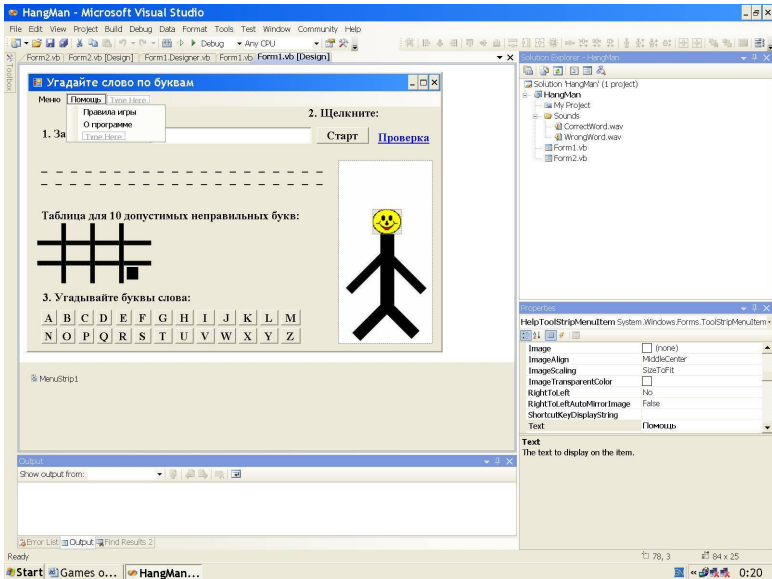 HangMan - Microsoft Visual Studio
File Edit View Project Build Debug Data Format Tools Test Window Community Help
Debug Any CPU
Form2.vb Form2.vb [Design] Form1.Designer.vb Form1.vb Form1.vb [Design]
Toolbox
Угадайте слово по буквам
Меню Помощь Type Here
Правила игры
О программе
Type Here
2. Щелкните:
1. За
Старт Проверка
Таблица для 10 допустимых неправильных букв:
3. Угадывайте буквы слова:
A B C D E F G H I J K L M
N O P Q R S T U V W X Y Z
MenuStrip1
Output
Show output from:
Error List Output Find Results 2
Solution Explorer - HangMan
Solution 'HangMan' (1 project)
HangMan
My Project
Sounds
CorrectWord.wav
WrongWord.wav
Form1.vb
Form2.vb
Properties
HelpToolStripMenuItem System.Windows.Forms.ToolStripMenuItem
Image (none)
ImageAlign MiddleCenter
ImageScaling SizeToFit
ImageTransparentColor
RightToLeft No
RightToLeftAutoMirrorImage False
ShortcutKeyDisplayString
Text Помощь
Text
The text to display on the item.
Ready 78, 3 84 x 25
Start Games o... HangMan... 0:20